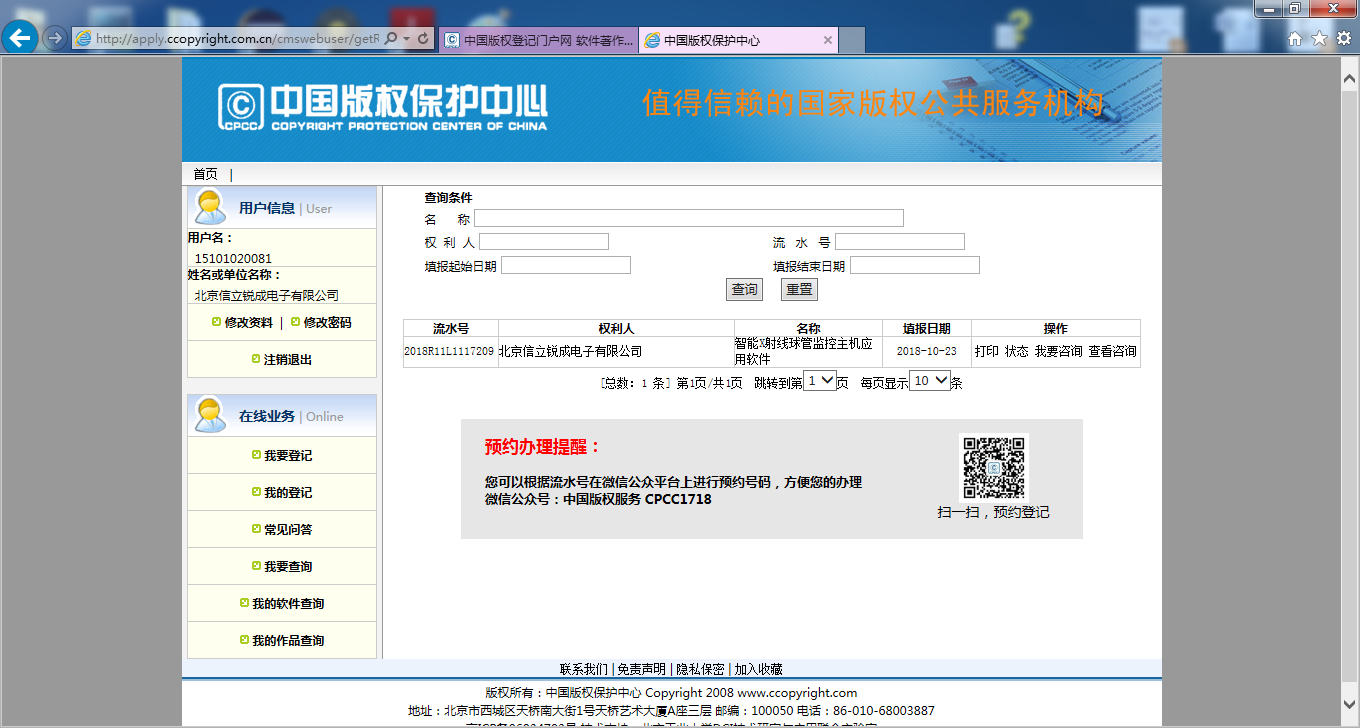 http://apply.ccopyright.com.cn/cmswebuser/getR
中国版权登记门户网 软件著作...
中国版权保护中心
CPCC
中国版权保护中心
COPYRIGHT PROTECTION CENTER OF CHINA
值得信赖的国家版权公共服务机构
首页 |
用户信息 | User
用户名：
15101020081
姓名或单位名称：
北京信立锐成电子有限公司
修改资料 | 修改密码
注销退出
在线业务 | Online
我要登记
我的登记
常见问答
我要查询
我的软件查询
我的作品查询
查询条件
名 称
权 利 人 流 水 号
填报起始日期 填报结束日期
查询 重置
流水号 权利人 名称 填报日期 操作
2018R11L1117209 北京信立锐成电子有限公司 智能X射线球管监控主机应用软件 2018-10-23 打印 状态 我要咨询 查看咨询
[总数：1 条] 第1页/共1页 跳转到第 1 页 每页显示 10 条
预约办理提醒：
您可以根据流水号在微信公众平台上进行预约号码，方便您的办理
微信公众号：中国版权服务 CPCC1718
扫一扫，预约登记
联系我们 | 免责声明 | 隐私保密 | 加入收藏
版权所有：中国版权保护中心 Copyright 2008 www.ccopyright.com
地址：北京市西城区天桥南大街1号天桥艺术大厦A座三层 邮编：100050 电话：86-010-68003887